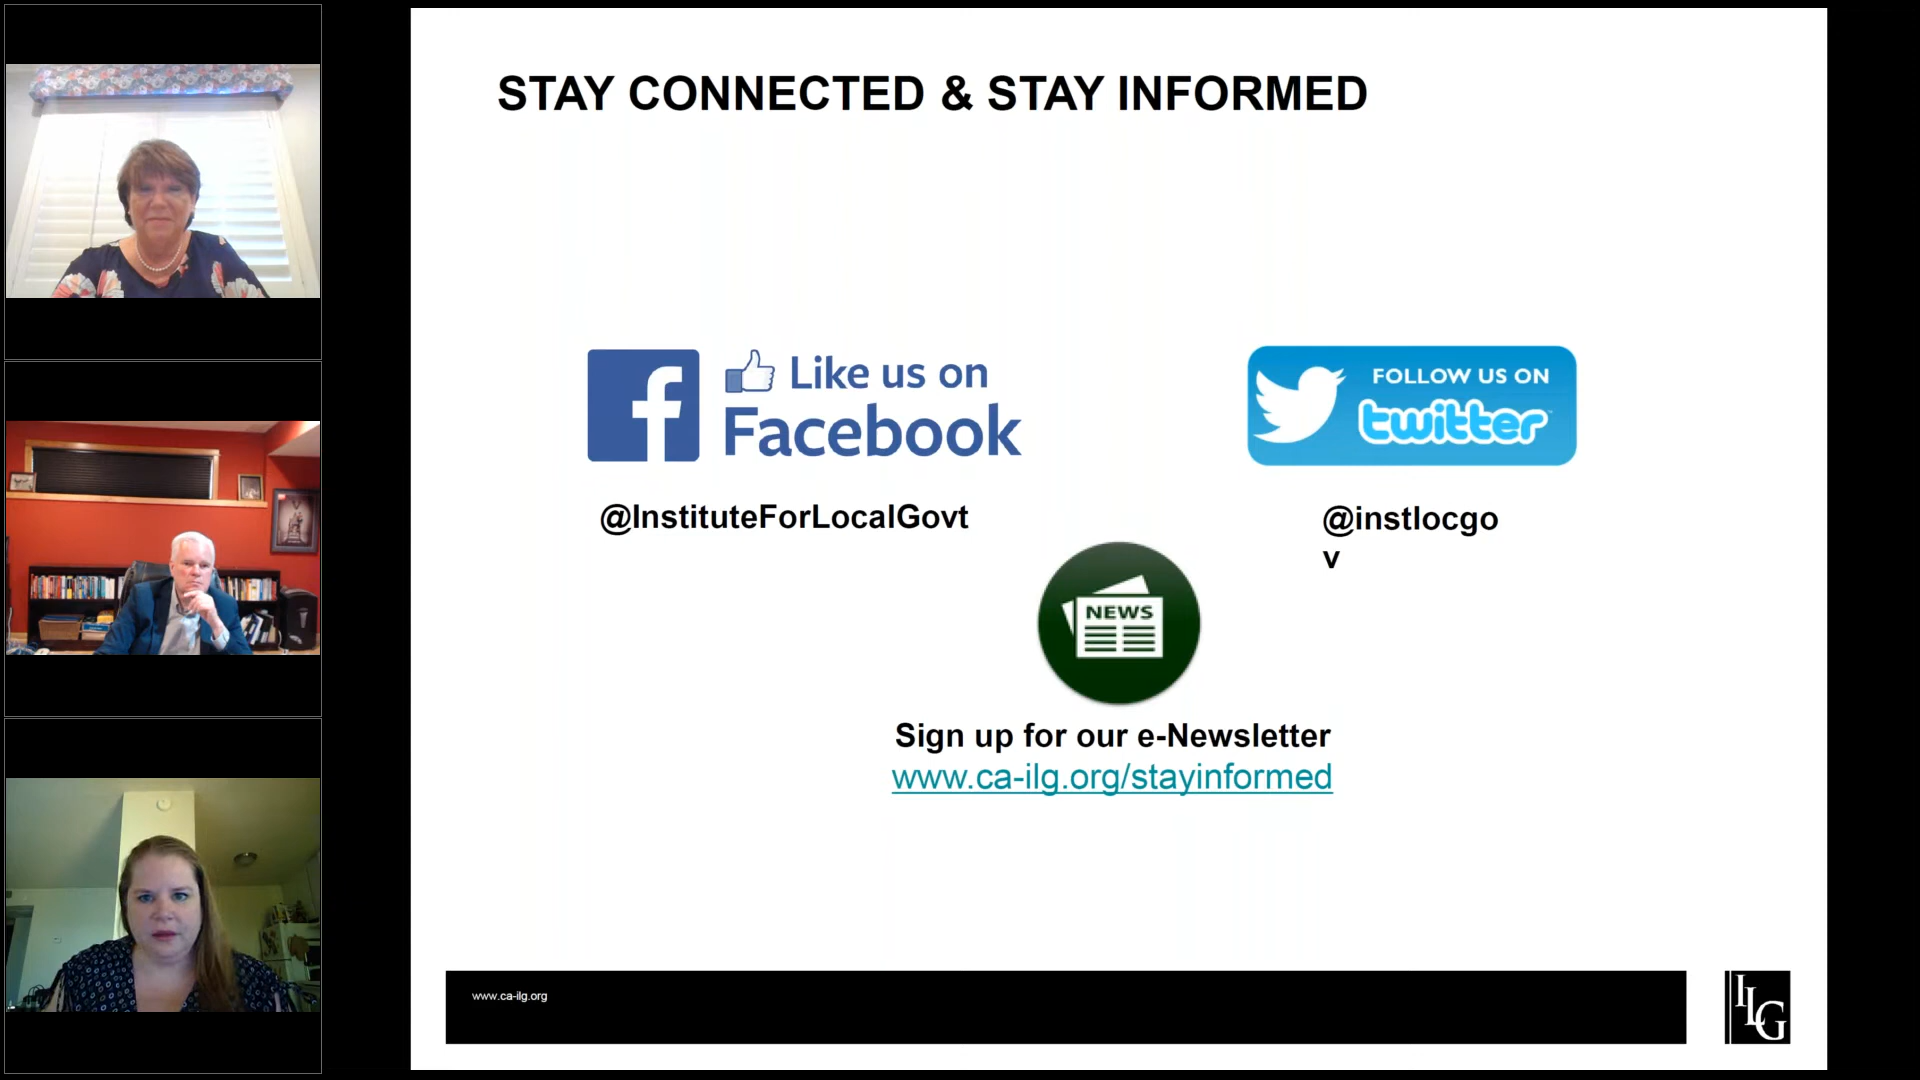 STAY CONNECTED & STAY INFORMED
f
Like us on
Facebook
FOLLOW US ON
twitter
@InstituteForLocalGovt
@instlocgo
v
NEWS
Sign up for our e-Newsletter
www.ca-ilg.org/stayinformed
www.ca-ilg.org
ILG